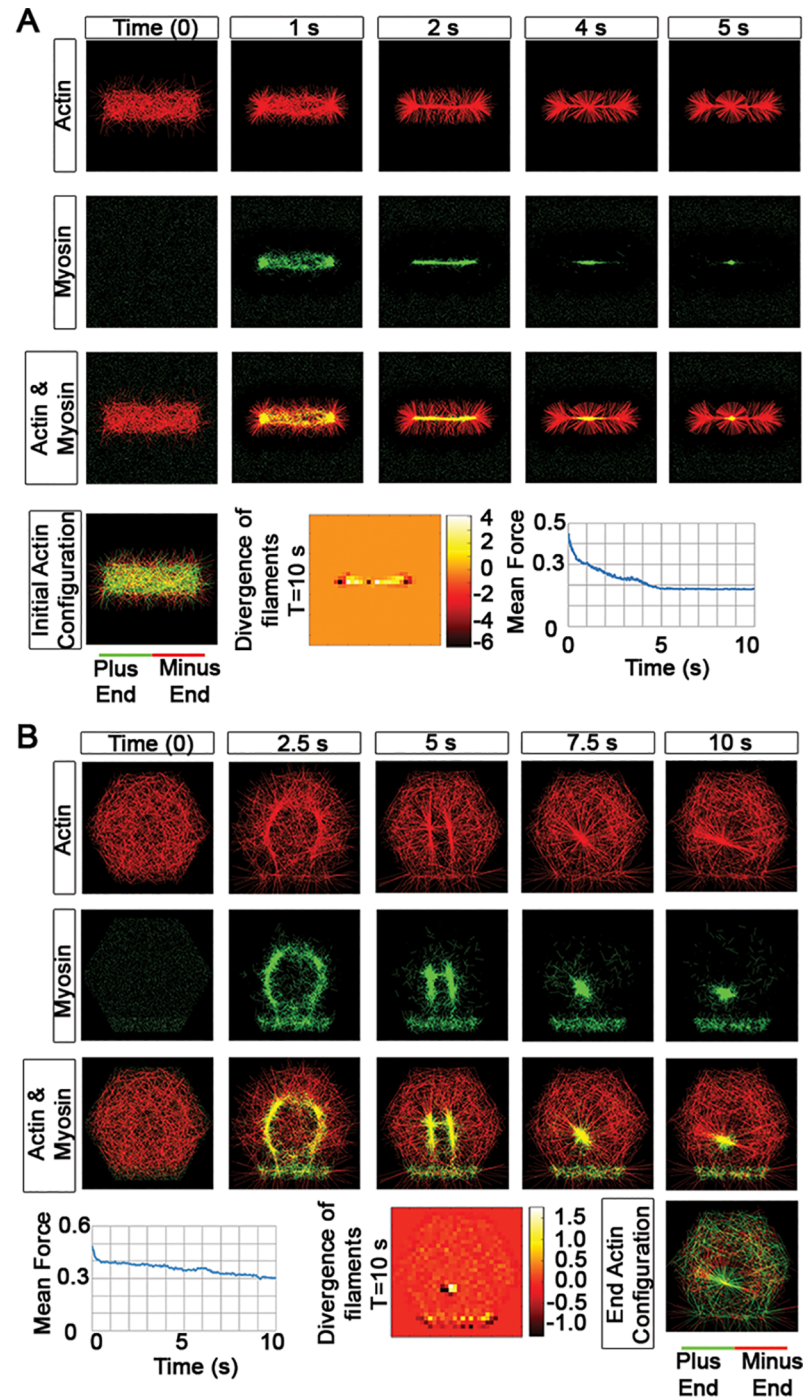 A
Time (0)
1 s
2 s
4 s
5 s
Actin
Myosin
Actin &
Myosin
Initial Actin
Configuration
Plus
End
Minus
End
Divergence of
filaments
T=10 s
4
2
0
-2
-4
-6
Mean Force
0.5
0.3
0
0
5
10
Time (s)
B
Time (0)
2.5 s
5 s
7.5 s
10 s
Actin
Myosin
Actin &
Myosin
Mean Force
0.6
0.3
0
0
5
10
Time (s)
Divergence of
filaments
T=10 s
1.5
1.0
0.5
0.0
-0.5
-1.0
End Actin
Configuration
Plus
End
Minus
End